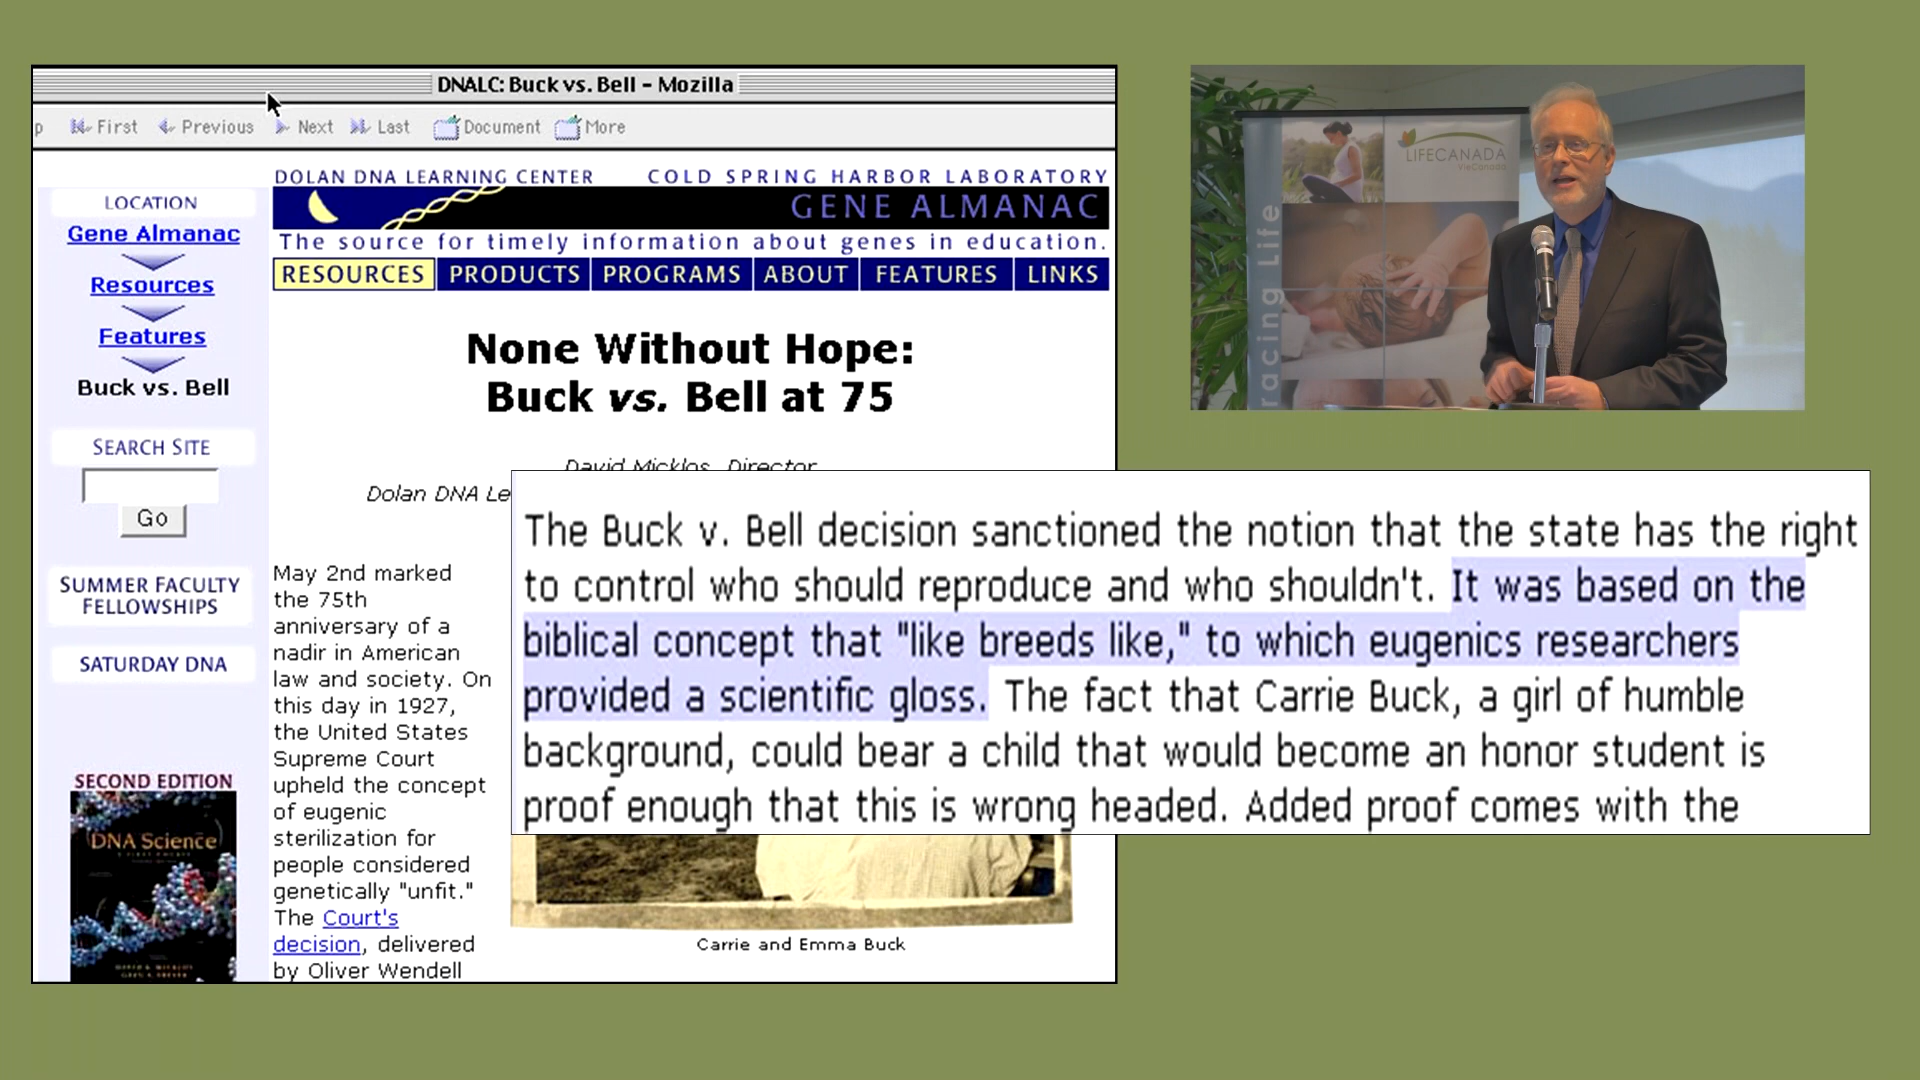 DNALC: Buck vs. Bell – Mozilla
p First Previous Next Last Document More
LOCATION
Gene Almanac
Resources
Features
Buck vs. Bell
SEARCH SITE
Go
SUMMER FACULTY
FELLOWSHIPS
SATURDAY DNA
SECOND EDITION
DNA Science
DOLAN DNA LEARNING CENTER COLD SPRING HARBOR LABORATORY
GENE ALMANAC
The source for timely information about genes in education.
RESOURCES PRODUCTS PROGRAMS ABOUT FEATURES LINKS
None Without Hope:
Buck vs. Bell at 75
David Micklos, Director
Dolan DNA Le
May 2nd marked
the 75th
anniversary of a
nadir in American
law and society. On
this day in 1927,
the United States
Supreme Court
upheld the concept
of eugenic
sterilization for
people considered
genetically "unfit."
The Court's
decision, delivered
by Oliver Wendell
Carrie and Emma Buck
The Buck v. Bell decision sanctioned the notion that the state has the right
to control who should reproduce and who shouldn't. It was based on the
biblical concept that "like breeds like," to which eugenics researchers
provided a scientific gloss. The fact that Carrie Buck, a girl of humble
background, could bear a child that would become an honor student is
proof enough that this is wrong headed. Added proof comes with the
LIFECANADA
VieCanada
racing Life